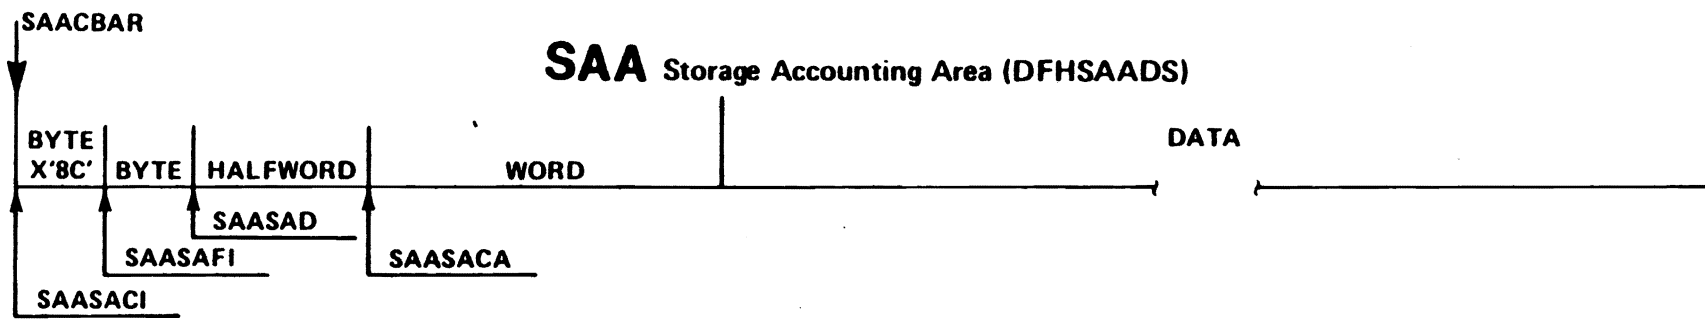 SAACBAR
SAA Storage Accounting Area (DFHSAADS)
DATA
BYTE
X'8C' BYTE HALFWORD WORD
SAASAD
SAASAFI SAASACA
SAASACI